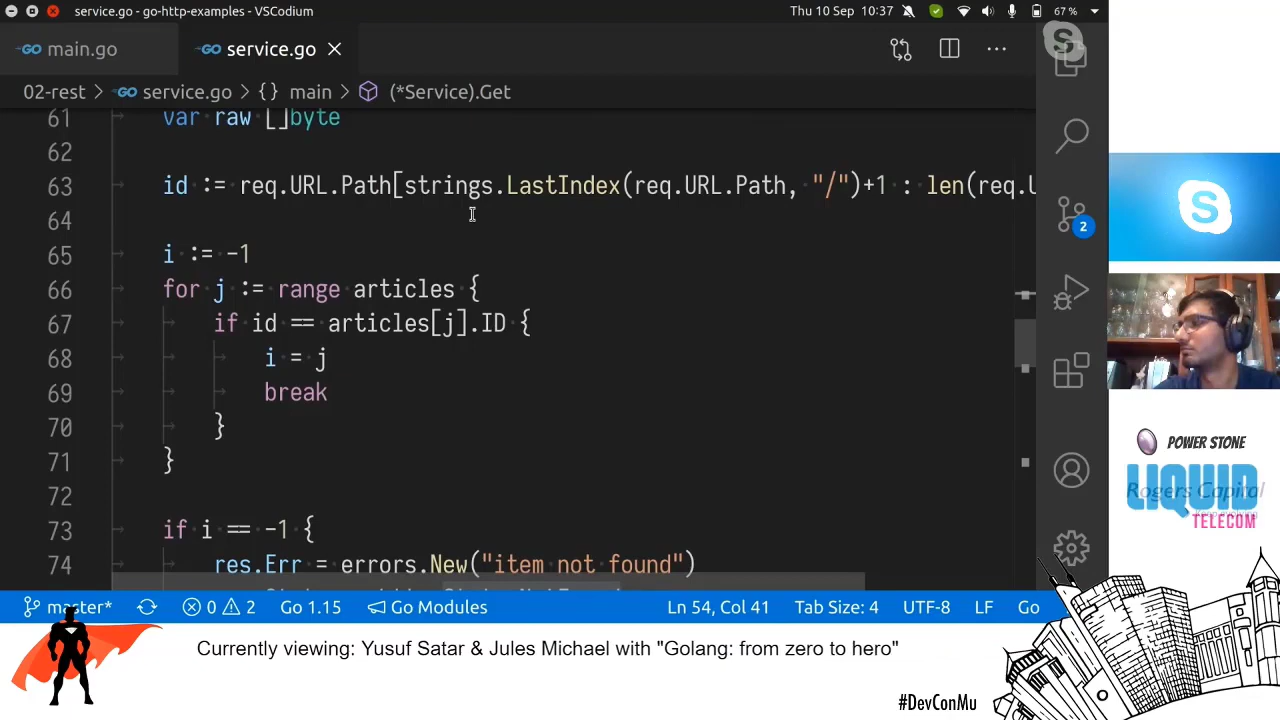 service.go - go-http-examples - VSCodium
Thu 10 Sep 10:37
67 %
main.go
service.go
02-rest > service.go > {} main > (*Service).Get
61 var raw []byte
62
63 id := req.URL.Path[strings.LastIndex(req.URL.Path, "/")+1 : len(req.U
64
65 i := -1
66 for j := range articles {
67 if id == articles[j].ID {
68 i = j
69 break
70 }
71 }
72
73 if i == -1 {
74 res.Err = errors.New("item not found")
2
master* 0 2 Go 1.15 Go Modules Ln 54, Col 41 Tab Size: 4 UTF-8 LF Go
POWER STONE
LIQUID
Rogers Capital
TELECOM
Currently viewing: Yusuf Satar & Jules Michael with "Golang: from zero to hero"
#DevConMu